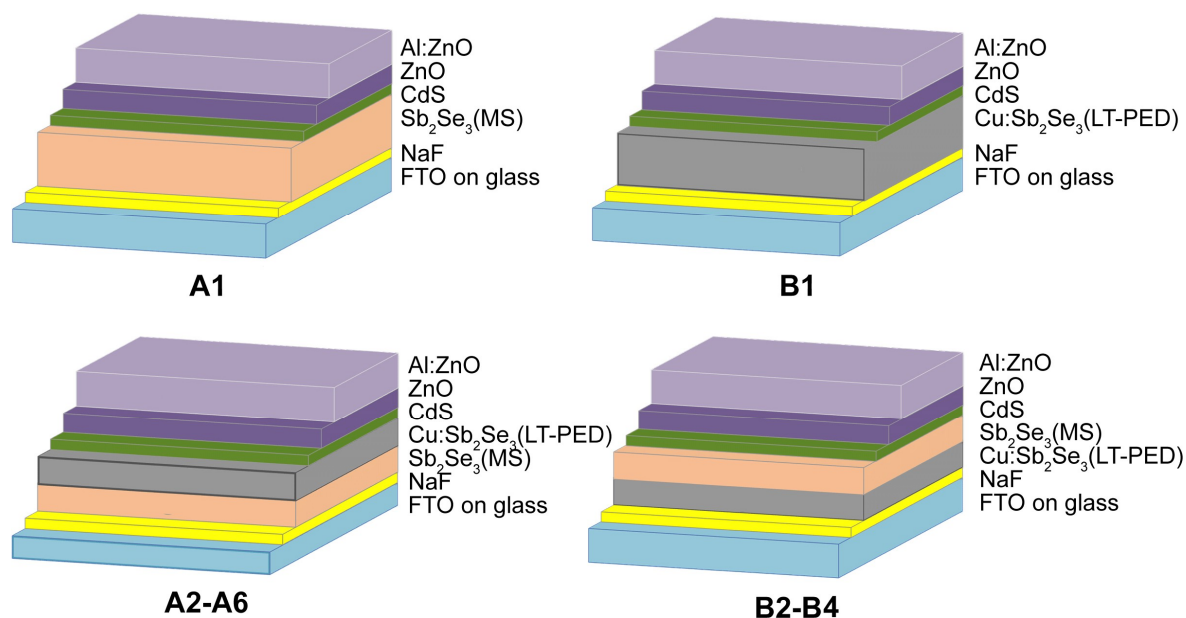 Al:ZnO
ZnO
CdS
Sb₂Se₃(MS)
NaF
FTO on glass
A1
Al:ZnO
ZnO
CdS
Cu:Sb₂Se₃(LT-PED)
NaF
FTO on glass
B1
Al:ZnO
ZnO
CdS
Cu:Sb₂Se₃(LT-PED)
Sb₂Se₃(MS)
NaF
FTO on glass
A2-A6
Al:ZnO
ZnO
CdS
Sb₂Se₃(MS)
Cu:Sb₂Se₃(LT-PED)
NaF
FTO on glass
B2-B4